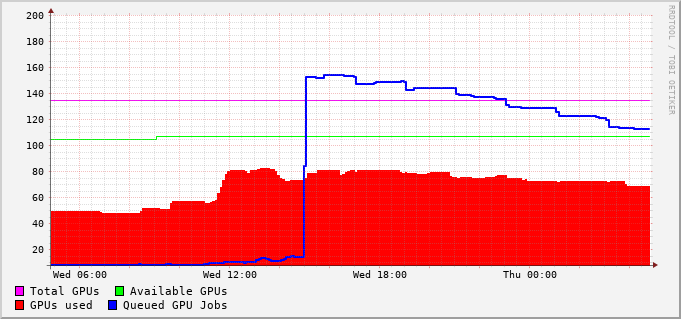 RRDTOOL / TOBI OETIKER
200
180
160
140
120
100
80
60
40
20
Wed 06:00 Wed 12:00 Wed 18:00 Thu 00:00
Total GPUs Available GPUs
GPUs used Queued GPU Jobs